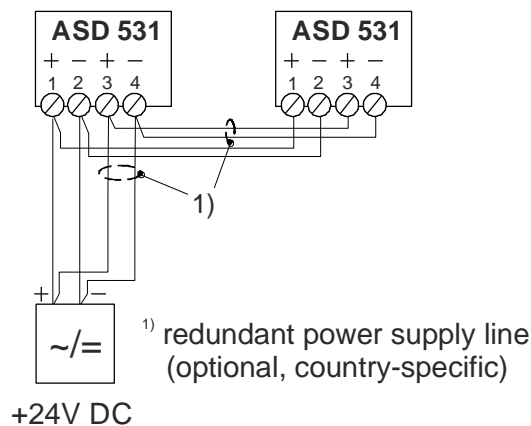 ASD 531 ASD 531
+ − + − + − + −
1 2 3 4 1 2 3 4
1)
+ −
~/=
1) redundant power supply line
(optional, country-specific)
+24V DC